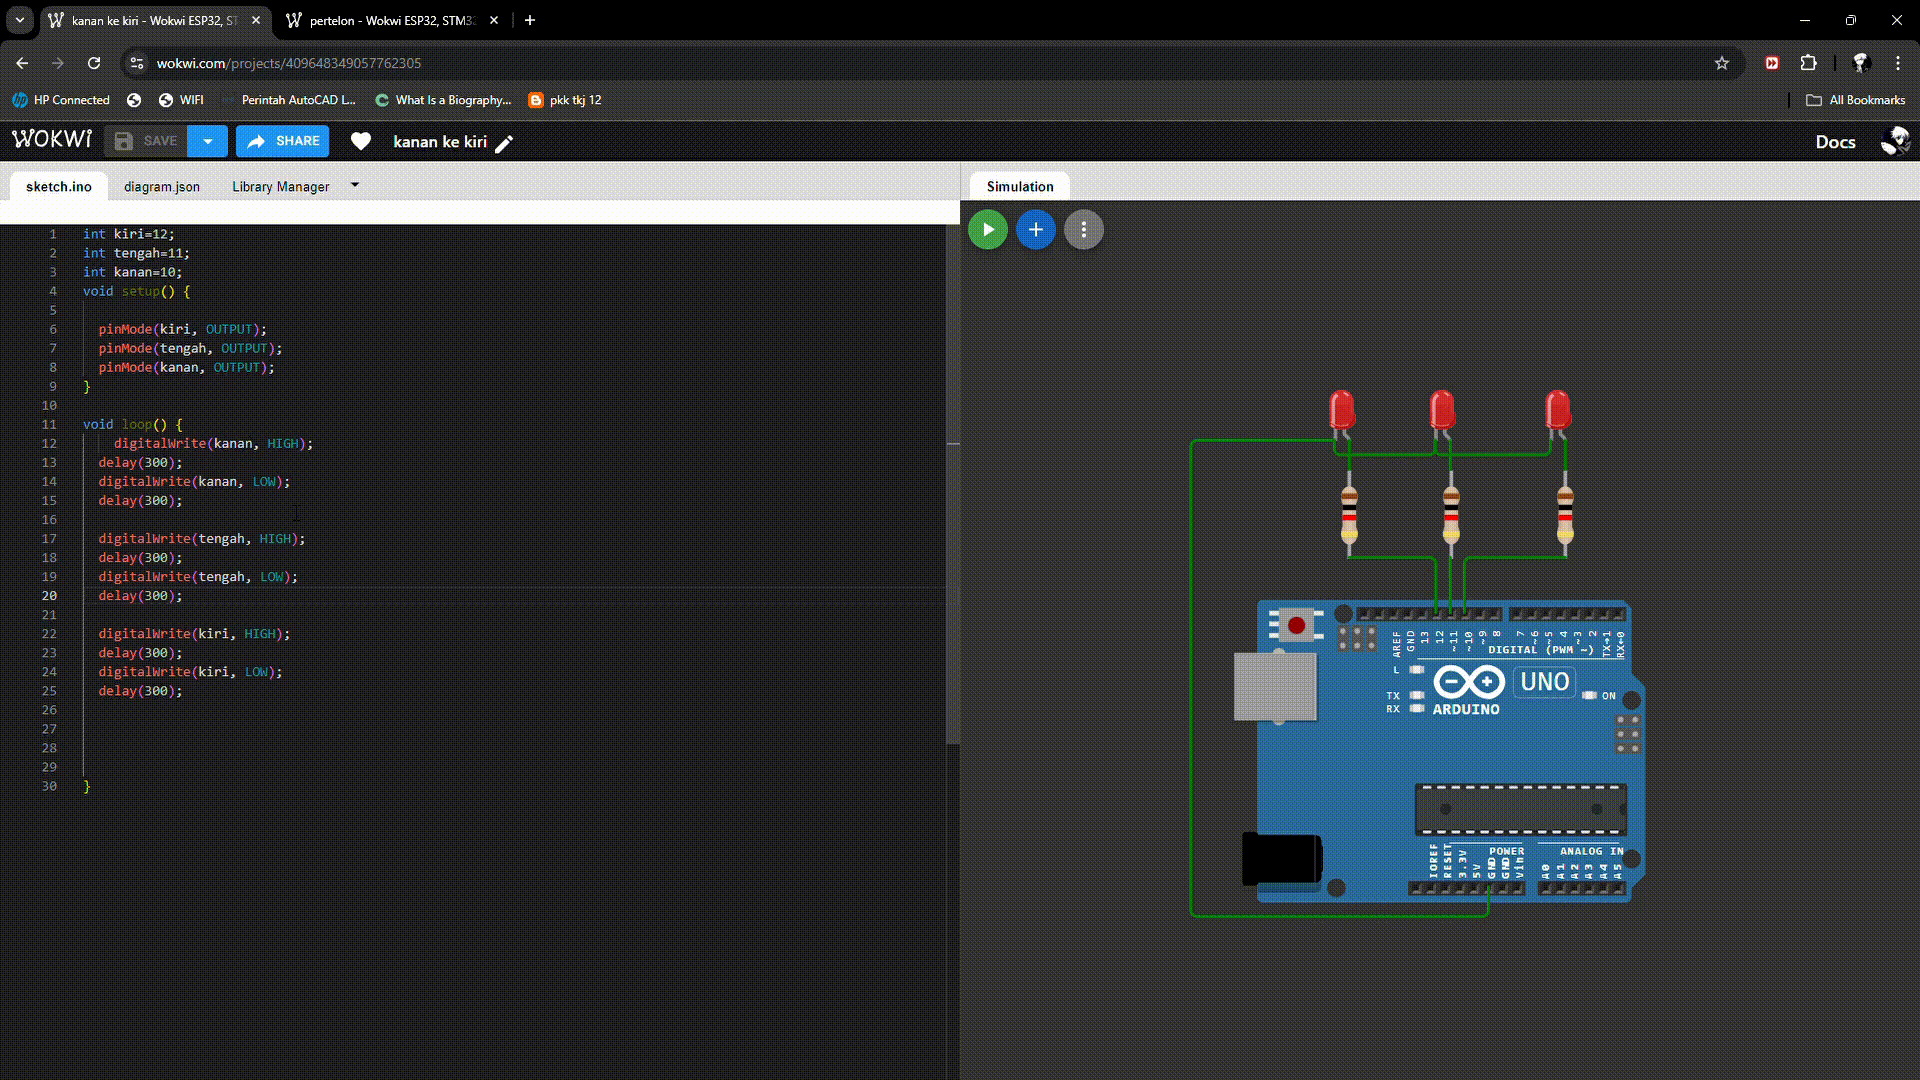 kanan ke kiri - Wokwi ESP32, ST
pertelon - Wokwi ESP32, STM32
wokwi.com/projects/409648349057762305
HP Connected
WIFI
Perintah AutoCAD L...
What Is a Biography...
pkk tkj 12
All Bookmarks
WOKWI
SAVE
SHARE
kanan ke kiri
Docs
sketch.ino
diagram.json
Library Manager
Simulation
1 int kiri=12;
2 int tengah=11;
3 int kanan=10;
4 void setup() {
5
6 pinMode(kiri, OUTPUT);
7 pinMode(tengah, OUTPUT);
8 pinMode(kanan, OUTPUT);
9 }
10
11 void loop() {
12 digitalWrite(kanan, HIGH);
13 delay(300);
14 digitalWrite(kanan, LOW);
15 delay(300);
16
17 digitalWrite(tengah, HIGH);
18 delay(300);
19 digitalWrite(tengah, LOW);
20 delay(300);
21
22 digitalWrite(kiri, HIGH);
23 delay(300);
24 digitalWrite(kiri, LOW);
25 delay(300);
26
27
28
29
30 }
AREF GND 13 12 ~11 ~10 ~9 8 7 ~6 ~5 4 ~3 2 TX→1 RX←0
DIGITAL (PWM ~)
L
TX
RX
UNO
ON
ARDUINO
POWER
ANALOG IN
IOREF RESET 3.3V 5V GND GND Vin A0 A1 A2 A3 A4 A5